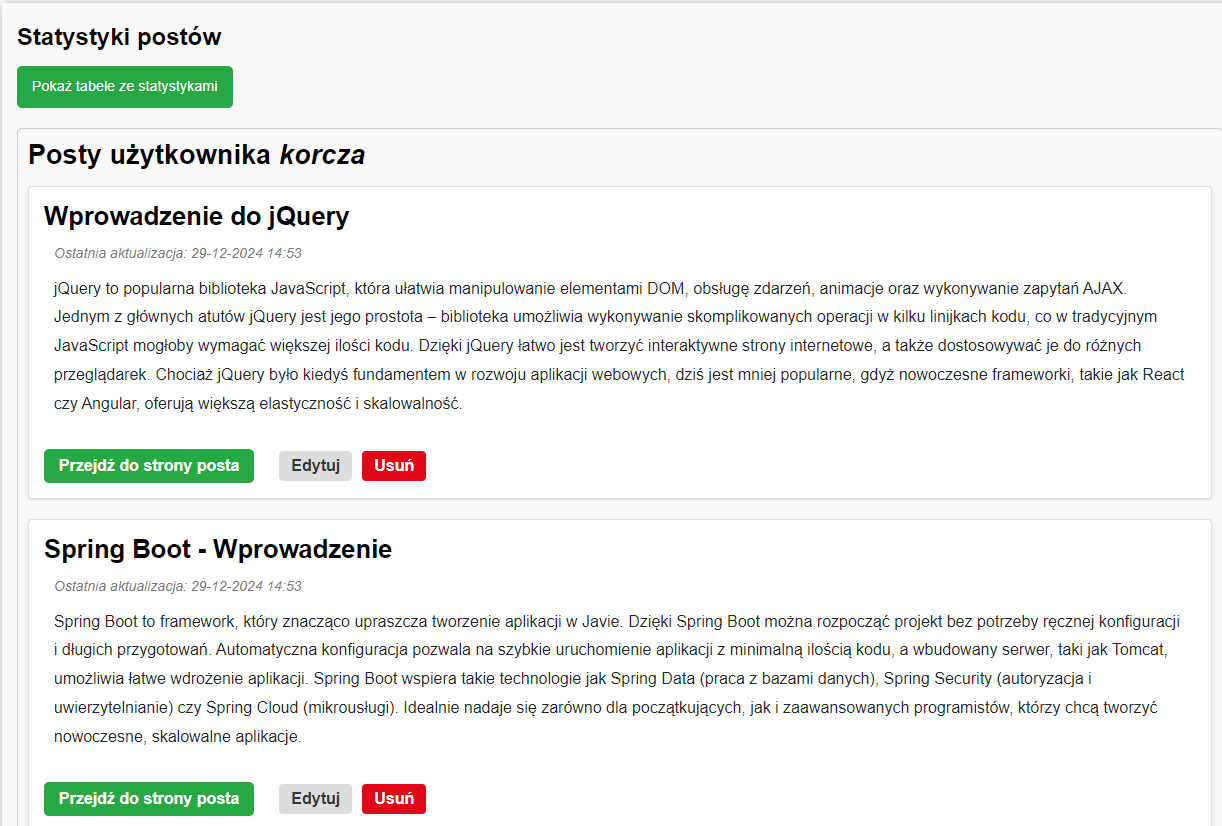 Statystyki postów
Pokaż tabele ze statystykami
Posty użytkownika korcza
Wprowadzenie do jQuery
Ostatnia aktualizacja: 29-12-2024 14:53
jQuery to popularna biblioteka JavaScript, która ułatwia manipulowanie elementami DOM, obsługę zdarzeń, animacje oraz wykonywanie zapytań AJAX.
Jednym z głównych atutów jQuery jest jego prostota – biblioteka umożliwia wykonywanie skomplikowanych operacji w kilku linijkach kodu, co w tradycyjnym
JavaScript mogłoby wymagać większej ilości kodu. Dzięki jQuery łatwo jest tworzyć interaktywne strony internetowe, a także dostosowywać je do różnych
przeglądarek. Chociaż jQuery było kiedyś fundamentem w rozwoju aplikacji webowych, dziś jest mniej popularne, gdyż nowoczesne frameworki, takie jak React
czy Angular, oferują większą elastyczność i skalowalność.
Przejdź do strony posta Edytuj Usuń
Spring Boot - Wprowadzenie
Ostatnia aktualizacja: 29-12-2024 14:53
Spring Boot to framework, który znacząco upraszcza tworzenie aplikacji w Javie. Dzięki Spring Boot można rozpocząć projekt bez potrzeby ręcznej konfiguracji
i długich przygotowań. Automatyczna konfiguracja pozwala na szybkie uruchomienie aplikacji z minimalną ilością kodu, a wbudowany serwer, taki jak Tomcat,
umożliwia łatwe wdrożenie aplikacji. Spring Boot wspiera takie technologie jak Spring Data (praca z bazami danych), Spring Security (autoryzacja i
uwierzytelnianie) czy Spring Cloud (mikrousługi). Idealnie nadaje się zarówno dla początkujących, jak i zaawansowanych programistów, którzy chcą tworzyć
nowoczesne, skalowalne aplikacje.
Przejdź do strony posta Edytuj Usuń